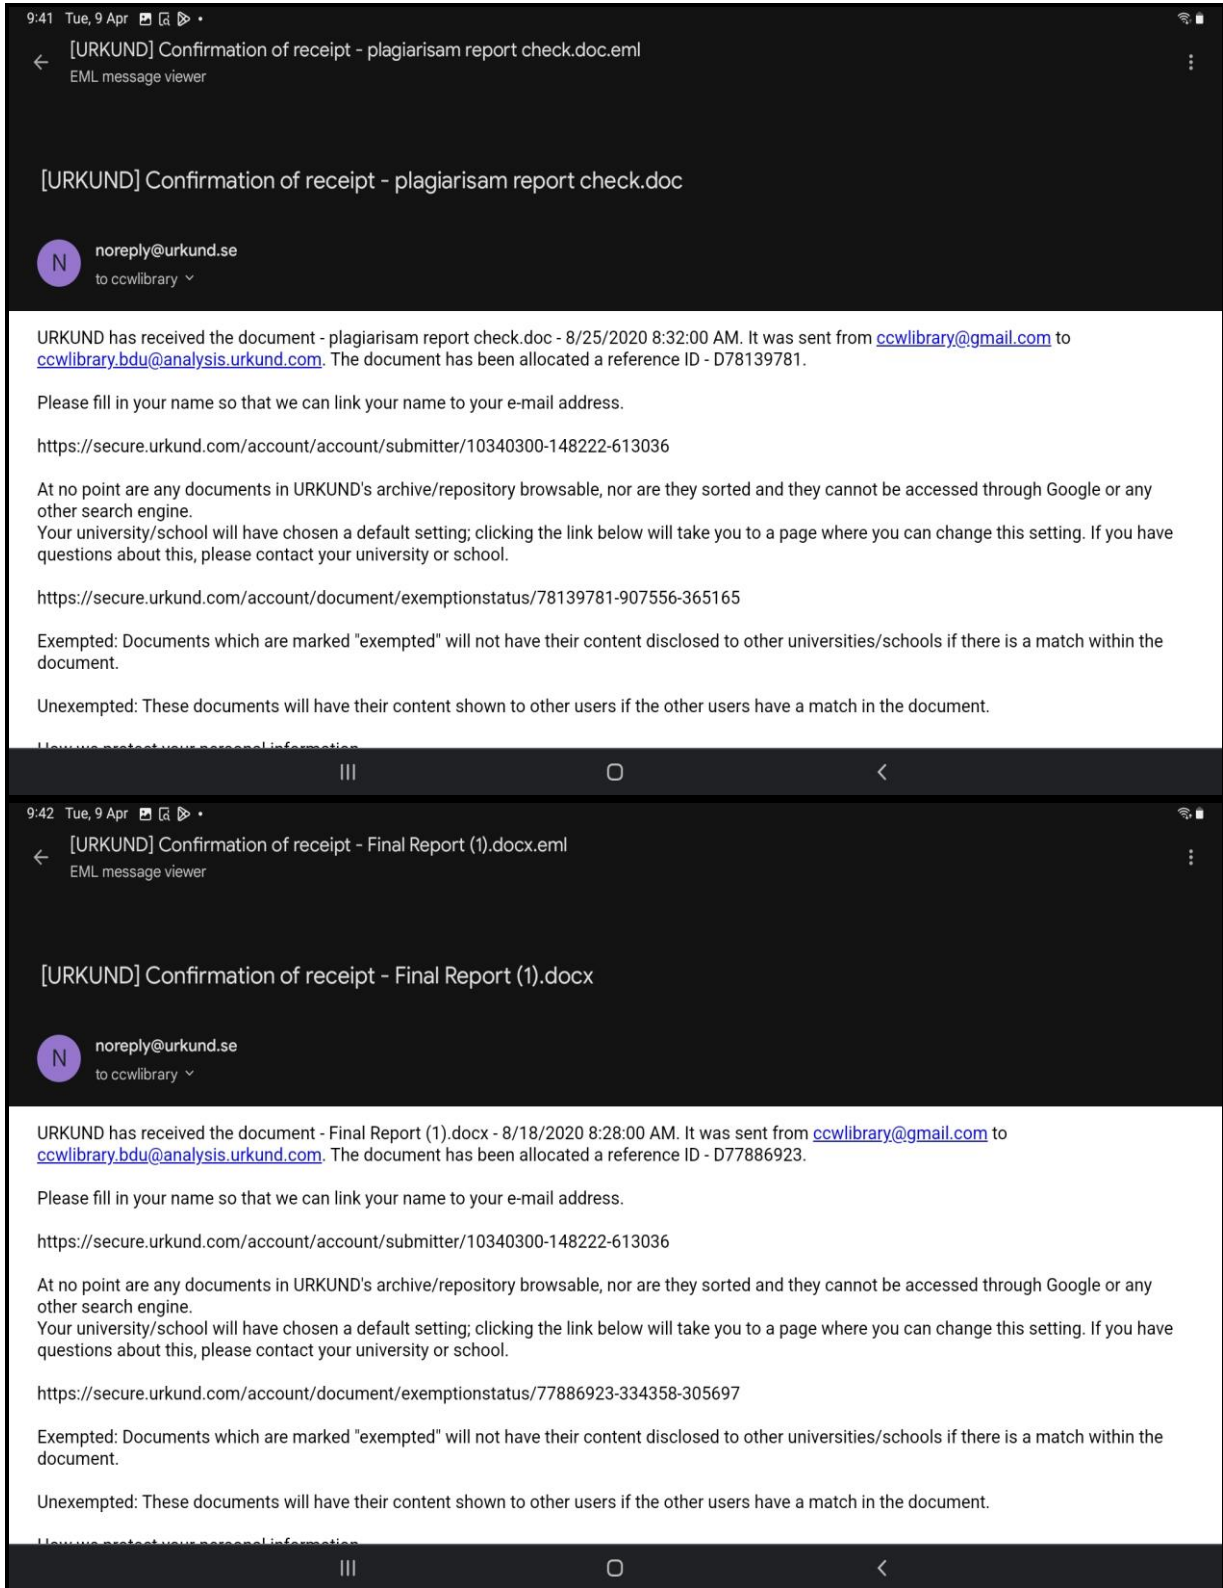 9:41 Tue, 9 Apr
[URKUND] Confirmation of receipt - plagiarisam report check.doc.eml
EML message viewer
[URKUND] Confirmation of receipt - plagiarisam report check.doc
N
noreply@urkund.se
to ccwlibrary
URKUND has received the document - plagiarisam report check.doc - 8/25/2020 8:32:00 AM. It was sent from ccwlibrary@gmail.com to
ccwlibrary.bdu@analysis.urkund.com. The document has been allocated a reference ID - D78139781.
Please fill in your name so that we can link your name to your e-mail address.
https://secure.urkund.com/account/account/submitter/10340300-148222-613036
At no point are any documents in URKUND's archive/repository browsable, nor are they sorted and they cannot be accessed through Google or any
other search engine.
Your university/school will have chosen a default setting; clicking the link below will take you to a page where you can change this setting. If you have
questions about this, please contact your university or school.
https://secure.urkund.com/account/document/exemptionstatus/78139781-907556-365165
Exempted: Documents which are marked "exempted" will not have their content disclosed to other universities/schools if there is a match within the
document.
Unexempted: These documents will have their content shown to other users if the other users have a match in the document.
How we protect your personal information
9:42 Tue, 9 Apr
[URKUND] Confirmation of receipt - Final Report (1).docx.eml
EML message viewer
[URKUND] Confirmation of receipt - Final Report (1).docx
N
noreply@urkund.se
to ccwlibrary
URKUND has received the document - Final Report (1).docx - 8/18/2020 8:28:00 AM. It was sent from ccwlibrary@gmail.com to
ccwlibrary.bdu@analysis.urkund.com. The document has been allocated a reference ID - D77886923.
Please fill in your name so that we can link your name to your e-mail address.
https://secure.urkund.com/account/account/submitter/10340300-148222-613036
At no point are any documents in URKUND's archive/repository browsable, nor are they sorted and they cannot be accessed through Google or any
other search engine.
Your university/school will have chosen a default setting; clicking the link below will take you to a page where you can change this setting. If you have
questions about this, please contact your university or school.
https://secure.urkund.com/account/document/exemptionstatus/77886923-334358-305697
Exempted: Documents which are marked "exempted" will not have their content disclosed to other universities/schools if there is a match within the
document.
Unexempted: These documents will have their content shown to other users if the other users have a match in the document.
How we protect your personal information